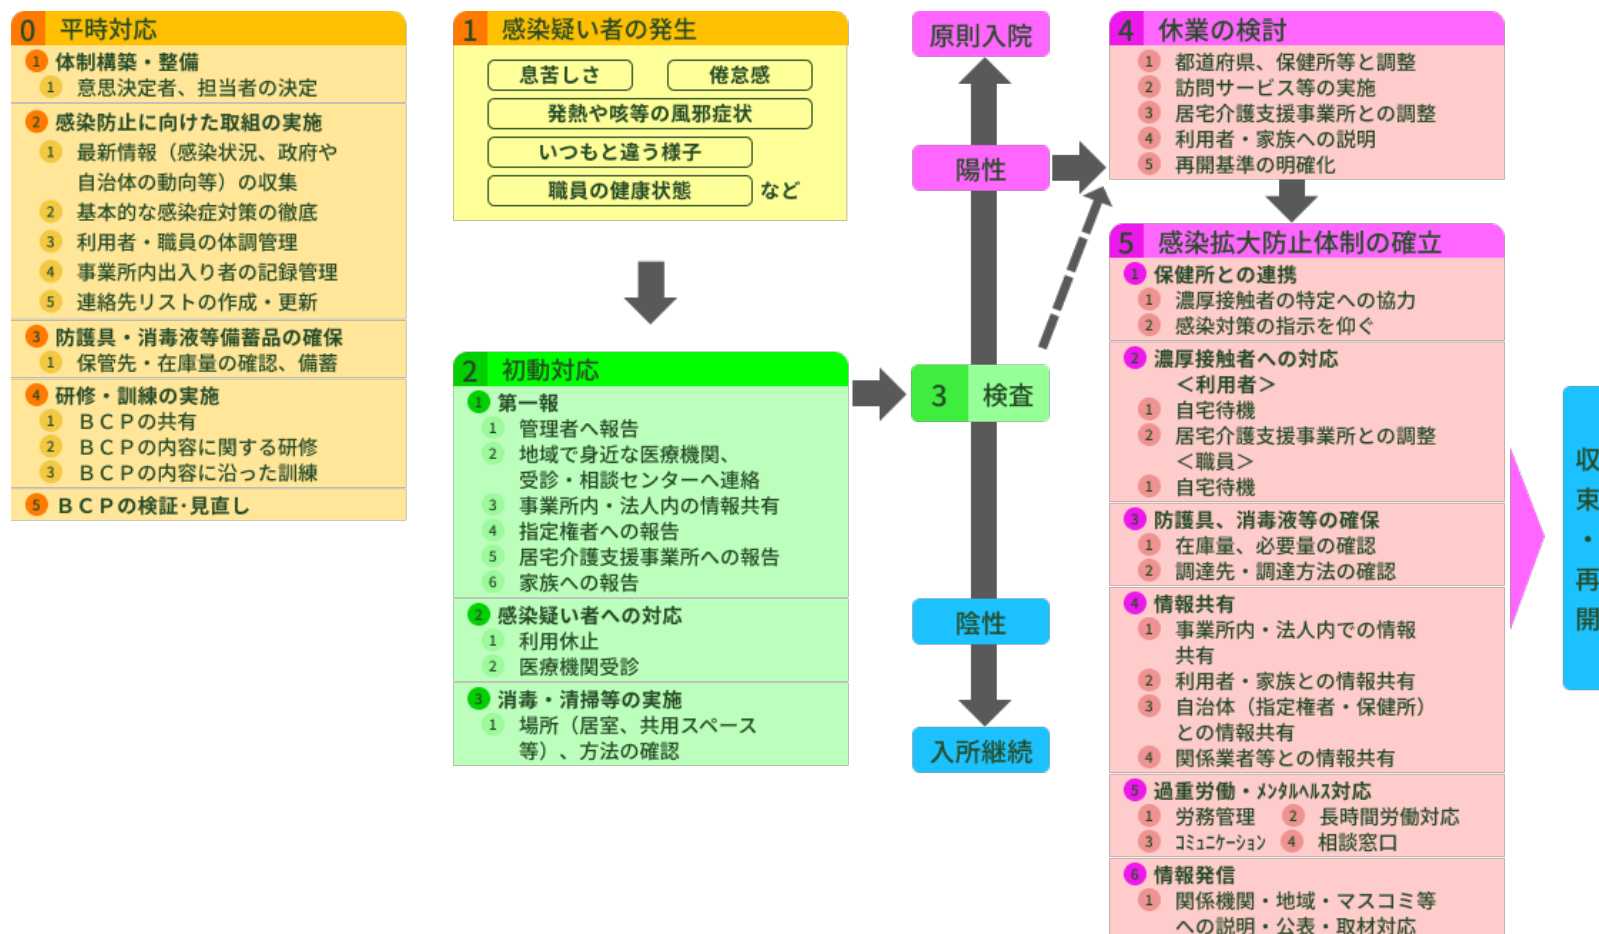 0 平時対応
1 体制構築・整備
1 意思決定者、担当者の決定
2 感染防止に向けた取組の実施
1 最新情報（感染状況、政府や
自治体の動向等）の収集
2 基本的な感染症対策の徹底
3 利用者・職員の体調管理
4 事業所内出入り者の記録管理
5 連絡先リストの作成・更新
3 防護具・消毒液等備蓄品の確保
1 保管先・在庫量の確認、備蓄
4 研修・訓練の実施
1 ＢＣＰの共有
2 ＢＣＰの内容に関する研修
3 ＢＣＰの内容に沿った訓練
5 ＢＣＰの検証･見直し
1 感染疑い者の発生
息苦しさ 倦怠感
発熱や咳等の風邪症状
いつもと違う様子
職員の健康状態 など
2 初動対応
1 第一報
1 管理者へ報告
2 地域で身近な医療機関、
受診・相談センターへ連絡
3 事業所内・法人内の情報共有
4 指定権者への報告
5 居宅介護支援事業所への報告
6 家族への報告
2 感染疑い者への対応
1 利用休止
2 医療機関受診
3 消毒・清掃等の実施
1 場所（居室、共用スペース
等）、方法の確認
原則入院
陽性
3 検査
陰性
入所継続
4 休業の検討
1 都道府県、保健所等と調整
2 訪問サービス等の実施
3 居宅介護支援事業所との調整
4 利用者・家族への説明
5 再開基準の明確化
5 感染拡大防止体制の確立
1 保健所との連携
1 濃厚接触者の特定への協力
2 感染対策の指示を仰ぐ
2 濃厚接触者への対応
＜利用者＞
1 自宅待機
2 居宅介護支援事業所との調整
＜職員＞
1 自宅待機
3 防護具、消毒液等の確保
1 在庫量、必要量の確認
2 調達先・調達方法の確認
4 情報共有
1 事業所内・法人内での情報
共有
2 利用者・家族との情報共有
3 自治体（指定権者・保健所）
との情報共有
4 関係業者等との情報共有
5 過重労働・ﾒﾝﾀﾙﾍﾙｽ対応
1 労務管理 2 長時間労働対応
3 ｺﾐｭﾆｹｰｼｮﾝ 4 相談窓口
6 情報発信
1 関係機関・地域・マスコミ等
への説明・公表・取材対応
収
束
・
再
開